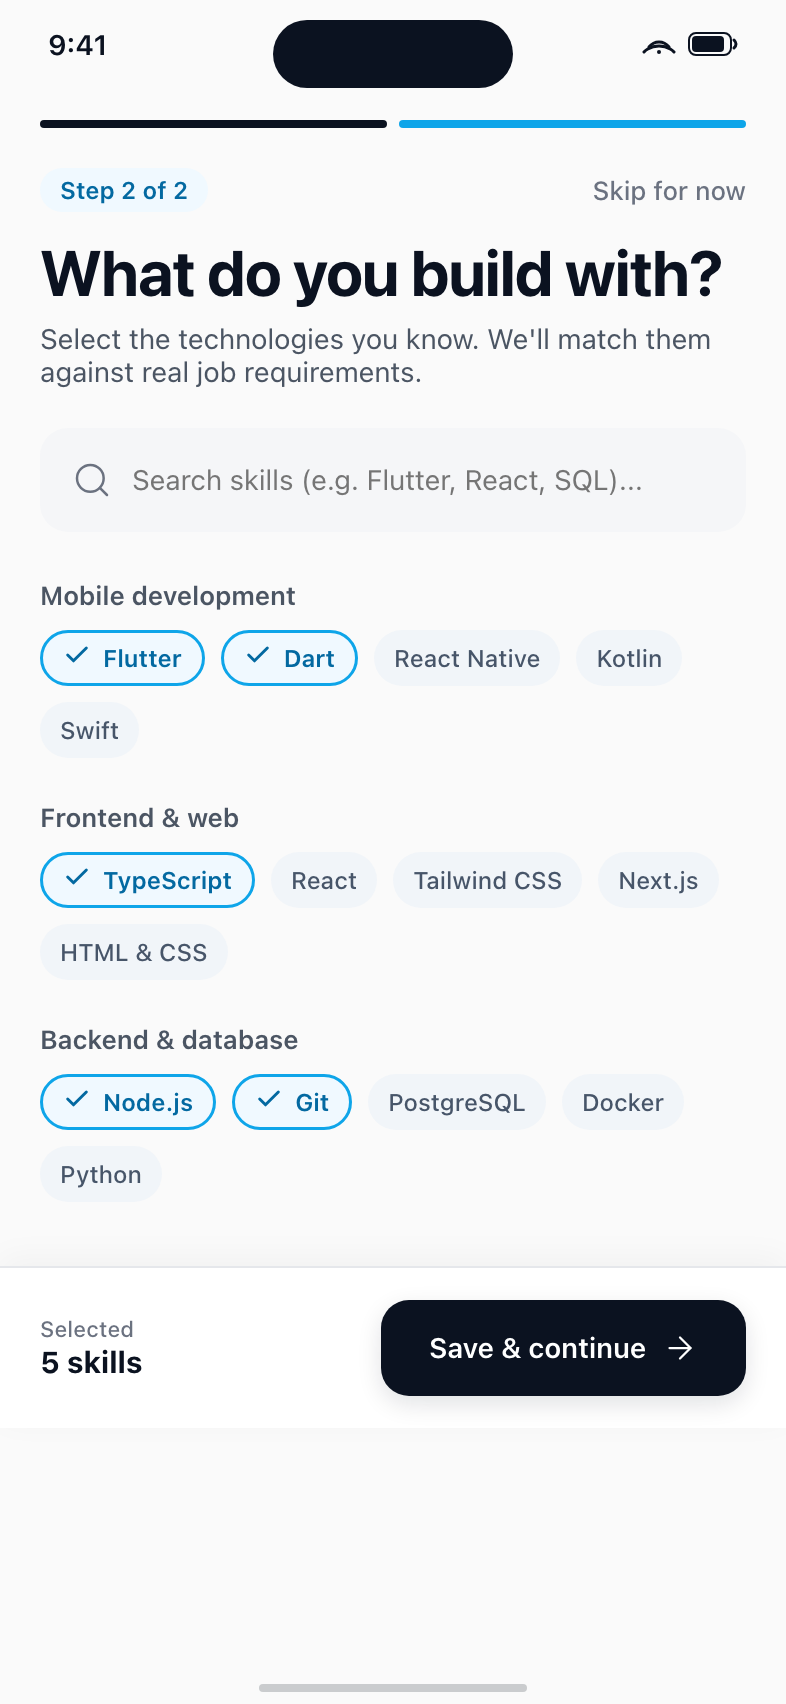 9:41
Step 2 of 2
Skip for now
What do you build with?
Select the technologies you know. We'll match them
against real job requirements.
Search skills (e.g. Flutter, React, SQL)...
Mobile development
Flutter Dart React Native Kotlin
Swift
Frontend & web
TypeScript React Tailwind CSS Next.js
HTML & CSS
Backend & database
Node.js Git PostgreSQL Docker
Python
Selected
5 skills
Save & continue